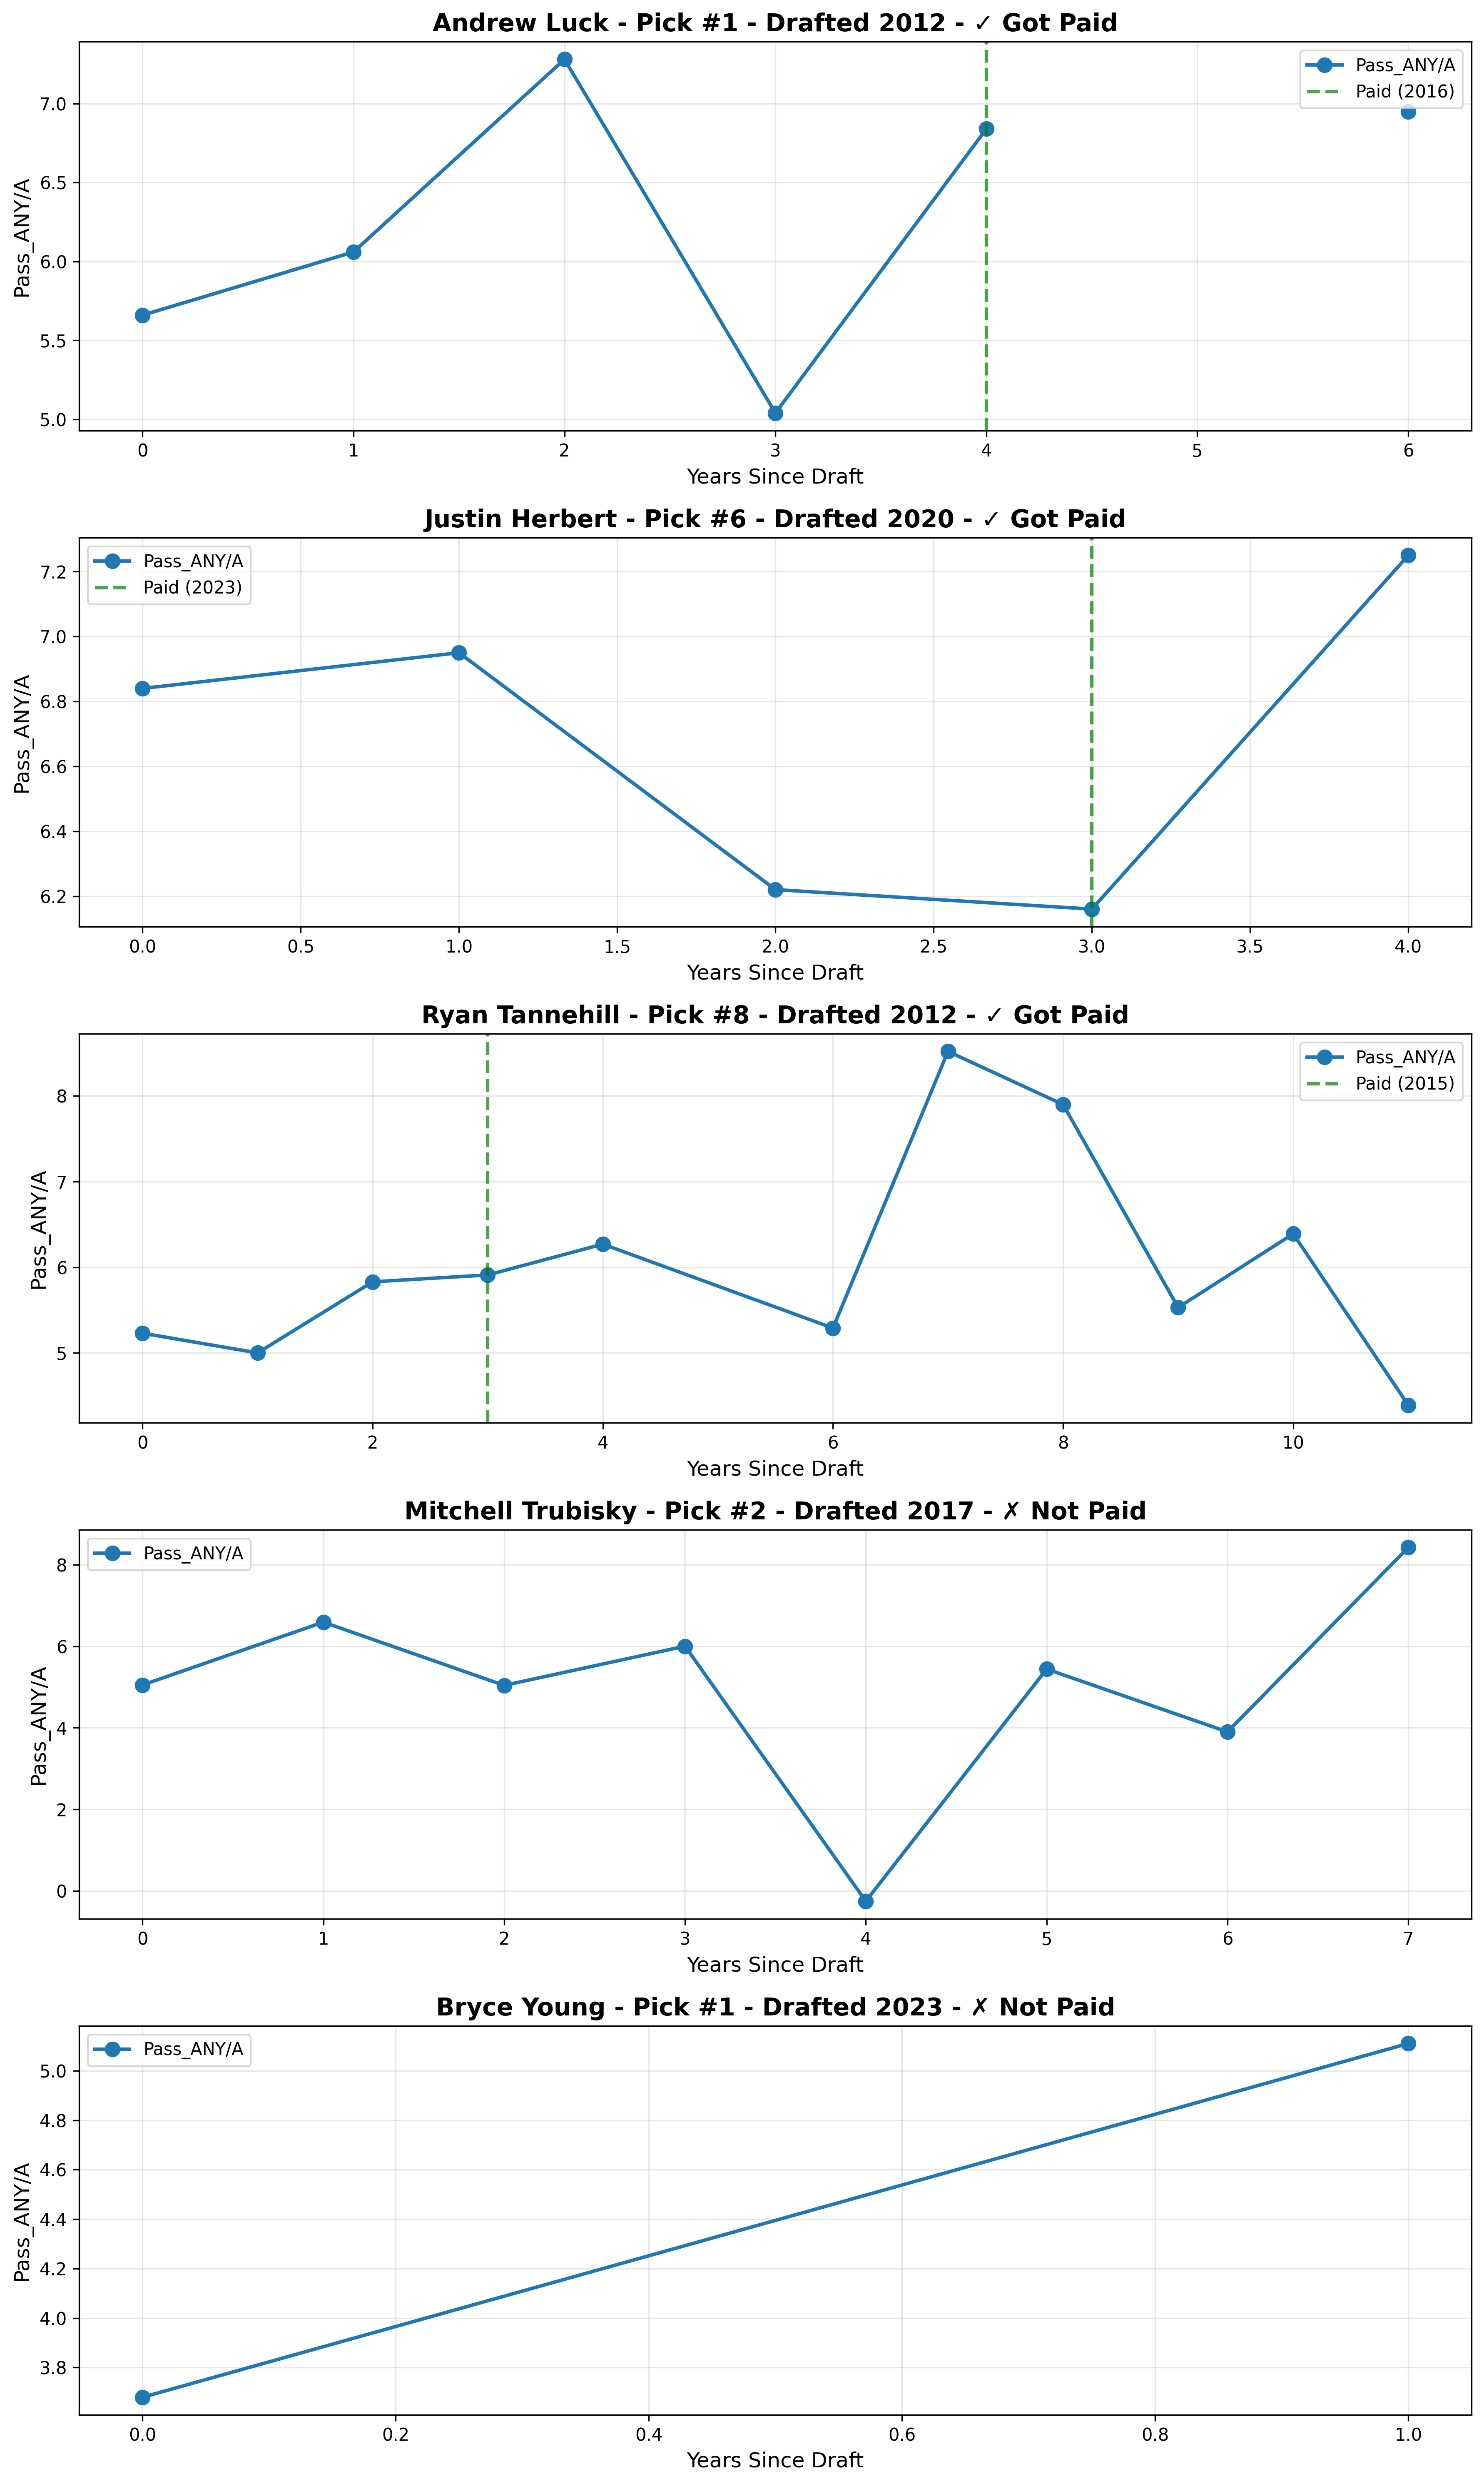 Andrew Luck - Pick #1 - Drafted 2012 - ✓ Got Paid
Pass_ANY/A
Paid (2016)
Pass_ANY/A
7.0
6.5
6.0
5.5
5.0
0 1 2 3 4 5 6
Years Since Draft
Justin Herbert - Pick #6 - Drafted 2020 - ✓ Got Paid
Pass_ANY/A
Paid (2023)
Pass_ANY/A
7.2
7.0
6.8
6.6
6.4
6.2
0.0 0.5 1.0 1.5 2.0 2.5 3.0 3.5 4.0
Years Since Draft
Ryan Tannehill - Pick #8 - Drafted 2012 - ✓ Got Paid
Pass_ANY/A
Paid (2015)
Pass_ANY/A
8
7
6
5
0 2 4 6 8 10
Years Since Draft
Mitchell Trubisky - Pick #2 - Drafted 2017 - ✗ Not Paid
Pass_ANY/A
Pass_ANY/A
8
6
4
2
0
0 1 2 3 4 5 6 7
Years Since Draft
Bryce Young - Pick #1 - Drafted 2023 - ✗ Not Paid
Pass_ANY/A
Pass_ANY/A
5.0
4.8
4.6
4.4
4.2
4.0
3.8
0.0 0.2 0.4 0.6 0.8 1.0
Years Since Draft